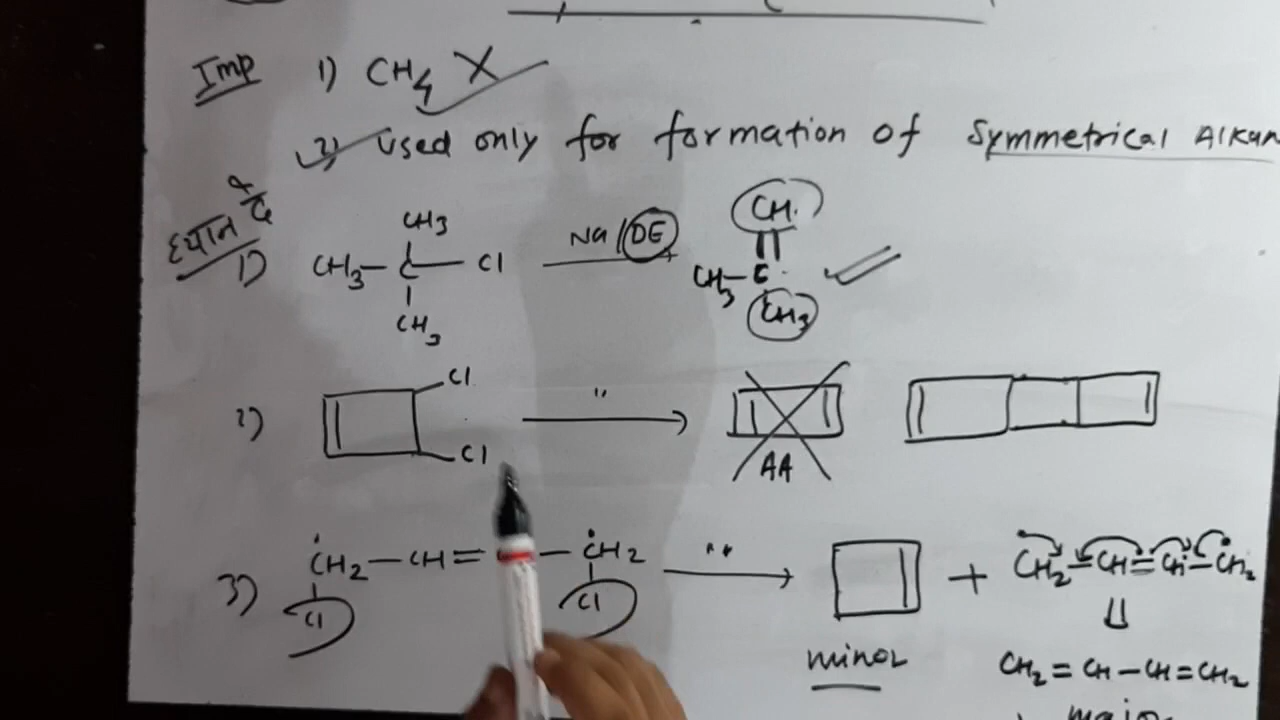 Imp 1) CH4 X
2) Used only for formation of Symmetrical Alkan
ध्यान दे
CH3
Na/DE
CH.
1) CH3-C-Cl
CH3-C
CH3
CH3
Cl
2) "
Cl
AA
3) CH2-CH= -CH2 " + CH2-CH=CH-CH2
Cl Cl
minor CH2=CH-CH=CH2
major